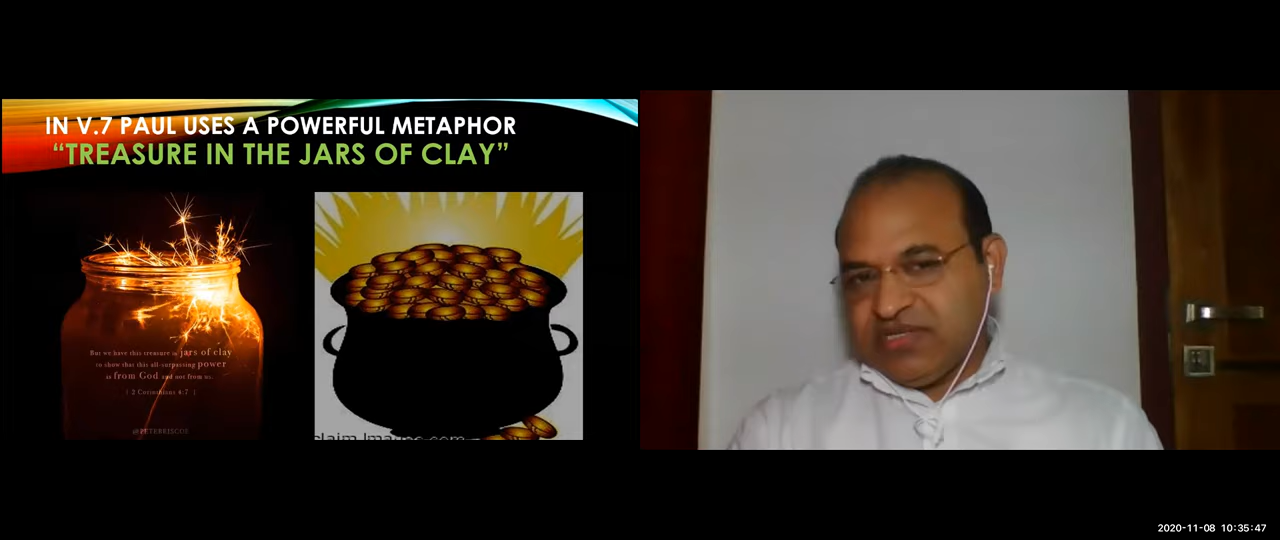 IN V.7 PAUL USES A POWERFUL METAPHOR
“TREASURE IN THE JARS OF CLAY”
But we have this treasure in jars of clay
to show that this all-surpassing power
is from God and not from us.
{ 2 Corinthians 4:7 }
@PETEBRISCOE
2020-11-08 10:35:47